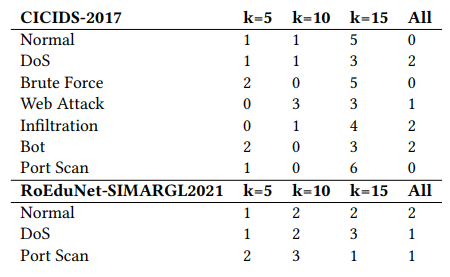 CICIDS-2017 k=5 k=10 k=15 All
Normal 1 1 5 0
DoS 1 1 3 2
Brute Force 2 0 5 0
Web Attack 0 3 3 1
Infiltration 0 1 4 2
Bot 2 0 3 2
Port Scan 1 0 6 0
RoEduNet-SIMARGL2021 k=5 k=10 k=15 All
Normal 1 2 2 2
DoS 1 2 3 1
Port Scan 2 3 1 1